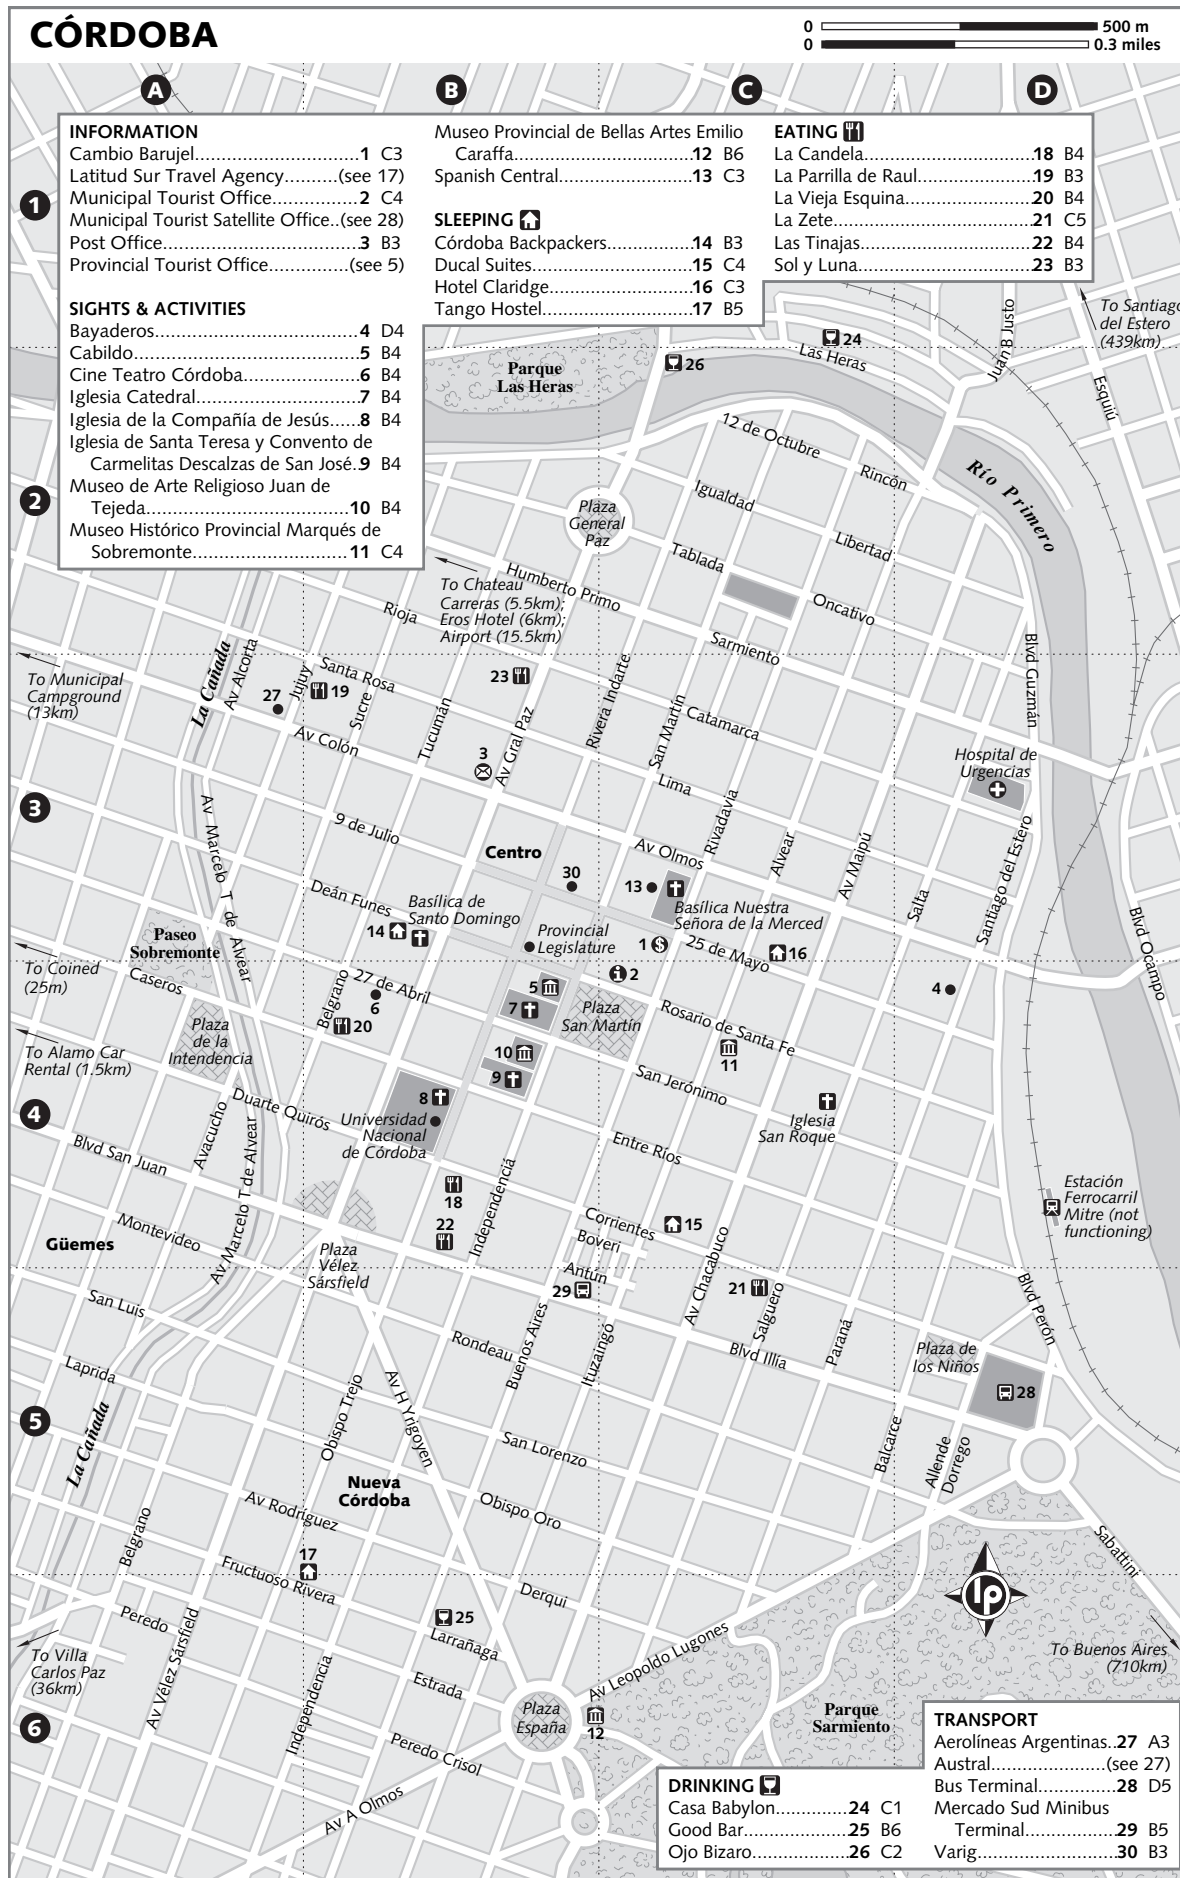 CÓRDOBA
0 500 m
0 0.3 miles
A B C D
INFORMATION
Cambio Barujel..............................1 C3
Latitud Sur Travel Agency..........(see 17)
Municipal Tourist Office..................2 C4
Municipal Tourist Satellite Office..(see 28)
Post Office...................................3 B3
Provincial Tourist Office...............(see 5)
SIGHTS & ACTIVITIES
Bayaderos.....................................4 D4
Cabildo.........................................5 B4
Cine Teatro Córdoba......................6 B4
Iglesia Catedral..............................7 B4
Iglesia de la Compañía de Jesús......8 B4
Iglesia de Santa Teresa y Convento de
Carmelitas Descalzas de San José..9 B4
Museo de Arte Religioso Juan de
Tejeda.......................................10 B4
Museo Histórico Provincial Marqués de
Sobremonte.............................11 C4
Museo Provincial de Bellas Artes Emilio
Caraffa.....................................12 B6
Spanish Central............................13 C3
SLEEPING
Córdoba Backpackers...................14 B3
Ducal Suites.................................15 C4
Hotel Claridge..............................16 C3
Tango Hostel...............................17 B5
EATING
La Candela...................................18 B4
La Parrilla de Raul.........................19 B3
La Vieja Esquina...........................20 B4
La Zete........................................21 C5
Las Tinajas...................................22 B4
Sol y Luna....................................23 B3
1
To Santiago
del Estero
(439km)
Juan B Justo
Esquiú
24
Las Heras
26
Parque
Las Heras
12 de Octubre
Rincón
Río Primero
2
Igualdad
Plaza
General
Paz
Libertad
Tablada
Humberto Primo
To Chateau
Carreras (5.5km);
Eros Hotel (6km);
Airport (15.5km)
Rioja
Oncativo
Sarmiento
Blvd Guzmán
La Cañada
Av Alcorta
To Municipal
Campground
(13km)
Santa Rosa
23
19
27
Jujuy
Sucre
Tucumán
Av Gral Paz
Rivera Indarte
San Martín
Catamarca
Av Colón
3
Hospital de
Urgencias
Lima
3
Av Marcelo T de Alvear
9 de Julio
Rivadavia
Alvear
Av Maipú
Santiago del Estero
Centro
Av Olmos
30
13
Deán Funes
Basílica de
Santo Domingo
Basílica Nuestra
Señora de la Merced
Salta
Blvd Ocampo
14
Provincial
Legislature
1
25 de Mayo
16
Paseo
Sobremonte
To Coined
(25m)
Caseros
2
27 de Abril
Belgrano
6
5
4
7
Plaza
San Martín
Rosario de Santa Fe
20
Plaza
de la
Intendencia
To Alamo Car
Rental (1.5km)
10
11
9
San Jerónimo
4
Duarte Quirós
8
Iglesia
San Roque
Universidad
Nacional
de Córdoba
Avacucho
Entre Ríos
Blvd San Juan
Av Marcelo T de Alvear
18
Independenciá
Estación
Ferrocarril
Mitre (not
functioning)
Corrientes
15
Montevideo
22
Boveri
Güemes
Plaza
Vélez
Sársfield
Antún
Av Chacabuco
29
21
Salguero
San Luis
Blvd Perón
Buenos Aires
Ituzaingó
Paraná
Rondeau
Blvd Illia
Plaza de
los Niños
Laprida
Av H Yrigoyen
28
5
La Cañada
Obispo Trejo
Balcarce
San Lorenzo
Allende
Dorrego
Nueva
Córdoba
Av Rodríguez
Obispo Oro
Belgrano
Sabattini
17
lp
Fructuoso Rivera
Derqui
Peredo
25
Larrañaga
Av Leopoldo Lugones
To Buenos Aires
(710km)
To Villa
Carlos Paz
(36km)
Av Vélez Sársfield
Independencia
Estrada
6
Plaza
España
12
Parque
Sarmiento
Peredo Crisol
Av A Olmos
DRINKING
Casa Babylon..............24 C1
Good Bar.....................25 B6
Ojo Bizaro...................26 C2
TRANSPORT
Aerolíneas Argentinas..27 A3
Austral......................(see 27)
Bus Terminal...............28 D5
Mercado Sud Minibus
Terminal...................29 B5
Varig...........................30 B3